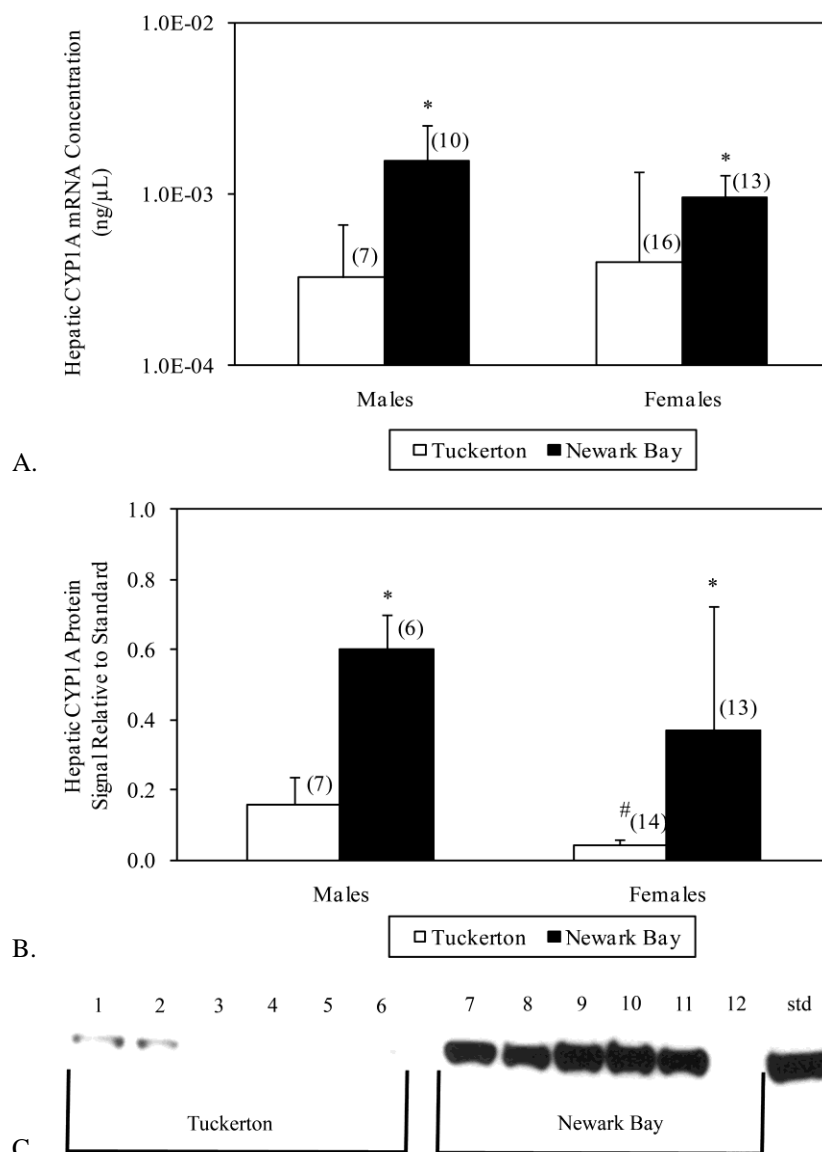 1.0E-02
1.0E-03
1.0E-04
Hepatic CYP1A mRNA Concentration
(ng/µL)
*
(10)
(7)
*
(13)
(16)
Males Females
Tuckerton Newark Bay
A.
1.0
0.8
0.6
0.4
0.2
0.0
Hepatic CYP1A Protein
Signal Relative to Standard
*
(6)
(7)
*
(13)
#
(14)
Males Females
Tuckerton Newark Bay
B.
1 2 3 4 5 6 7 8 9 10 11 12 std
Tuckerton Newark Bay
C